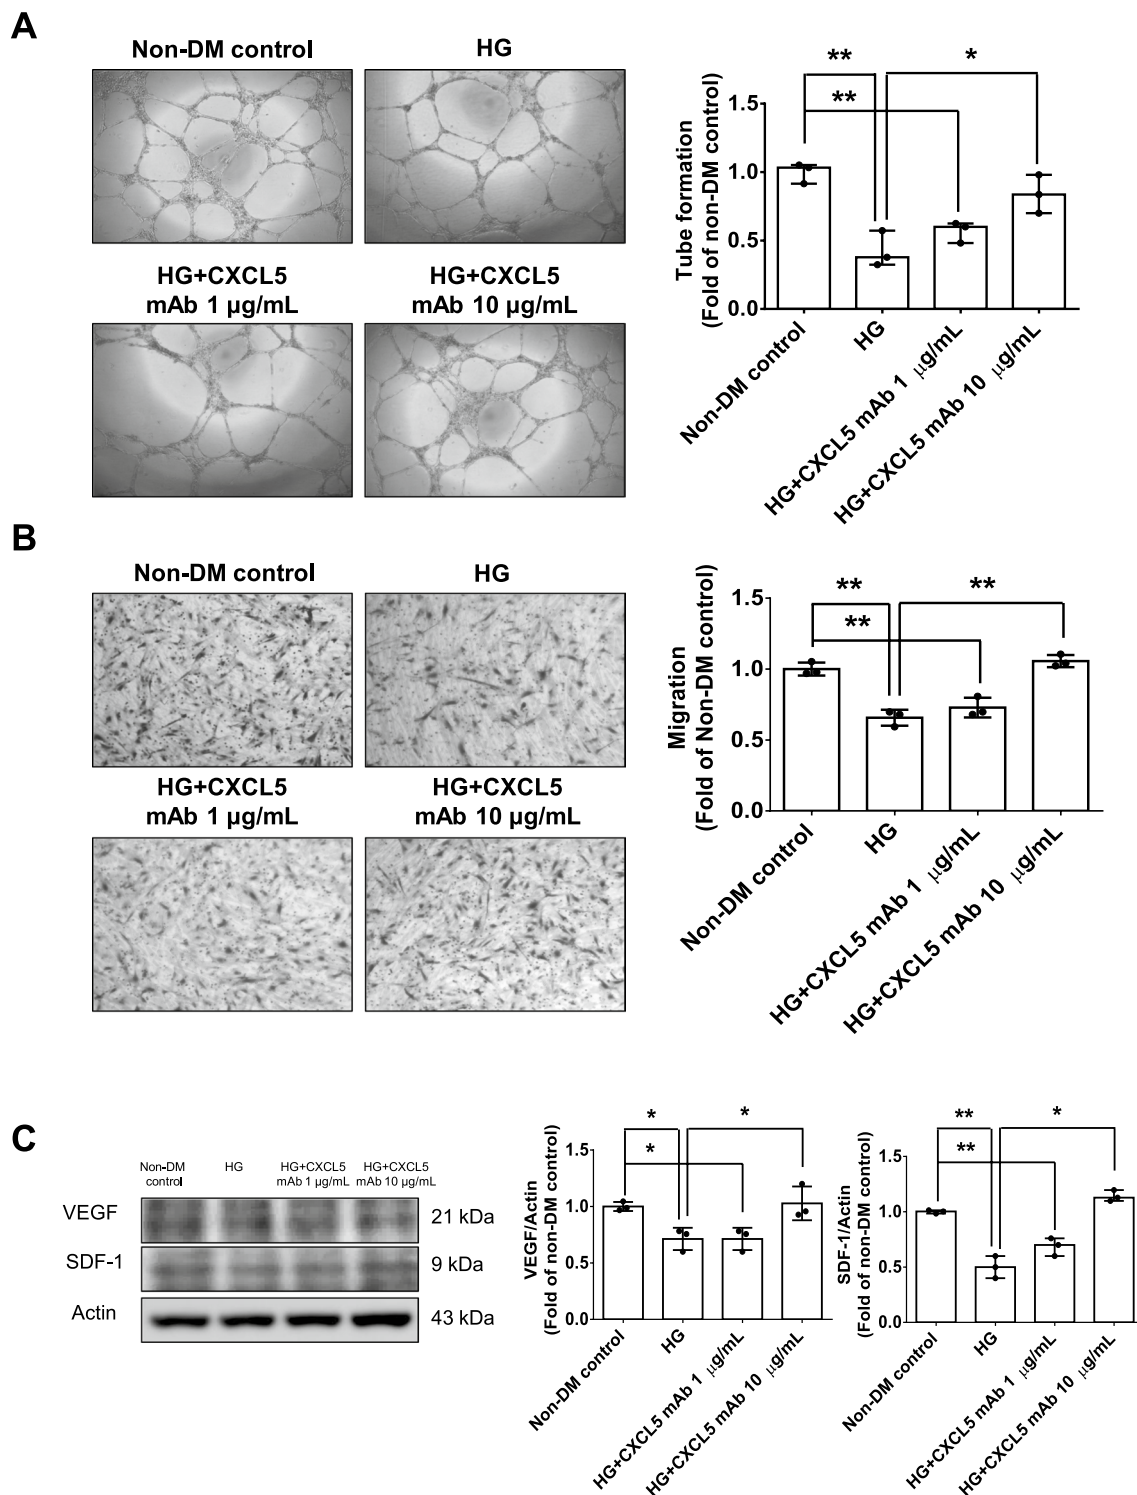 A
Non-DM control
HG
HG+CXCL5
mAb 1 µg/mL
HG+CXCL5
mAb 10 µg/mL
Tube formation
(Fold of non-DM control)
**
*
**
1.5
1.0
0.5
0.0
Non-DM control
HG
HG+CXCL5 mAb 1 µg/mL
HG+CXCL5 mAb 10 µg/mL
B
Non-DM control
HG
HG+CXCL5
mAb 1 µg/mL
HG+CXCL5
mAb 10 µg/mL
Migration
(Fold of Non-DM control)
**
**
**
1.5
1.0
0.5
0.0
Non-DM control
HG
HG+CXCL5 mAb 1 µg/mL
HG+CXCL5 mAb 10 µg/mL
C
Non-DM
control
HG
HG+CXCL5
mAb 1 µg/mL
HG+CXCL5
mAb 10 µg/mL
VEGF
21 kDa
SDF-1
9 kDa
Actin
43 kDa
VEGF/Actin
(Fold of non-DM control)
*
*
*
1.5
1.0
0.5
0.0
Non-DM control
HG
HG+CXCL5 mAb 1 µg/mL
HG+CXCL5 mAb 10 µg/mL
SDF-1/Actin
(Fold of non-DM control)
**
*
**
1.5
1.0
0.5
0.0
Non-DM control
HG
HG+CXCL5 mAb 1 µg/mL
HG+CXCL5 mAb 10 µg/mL